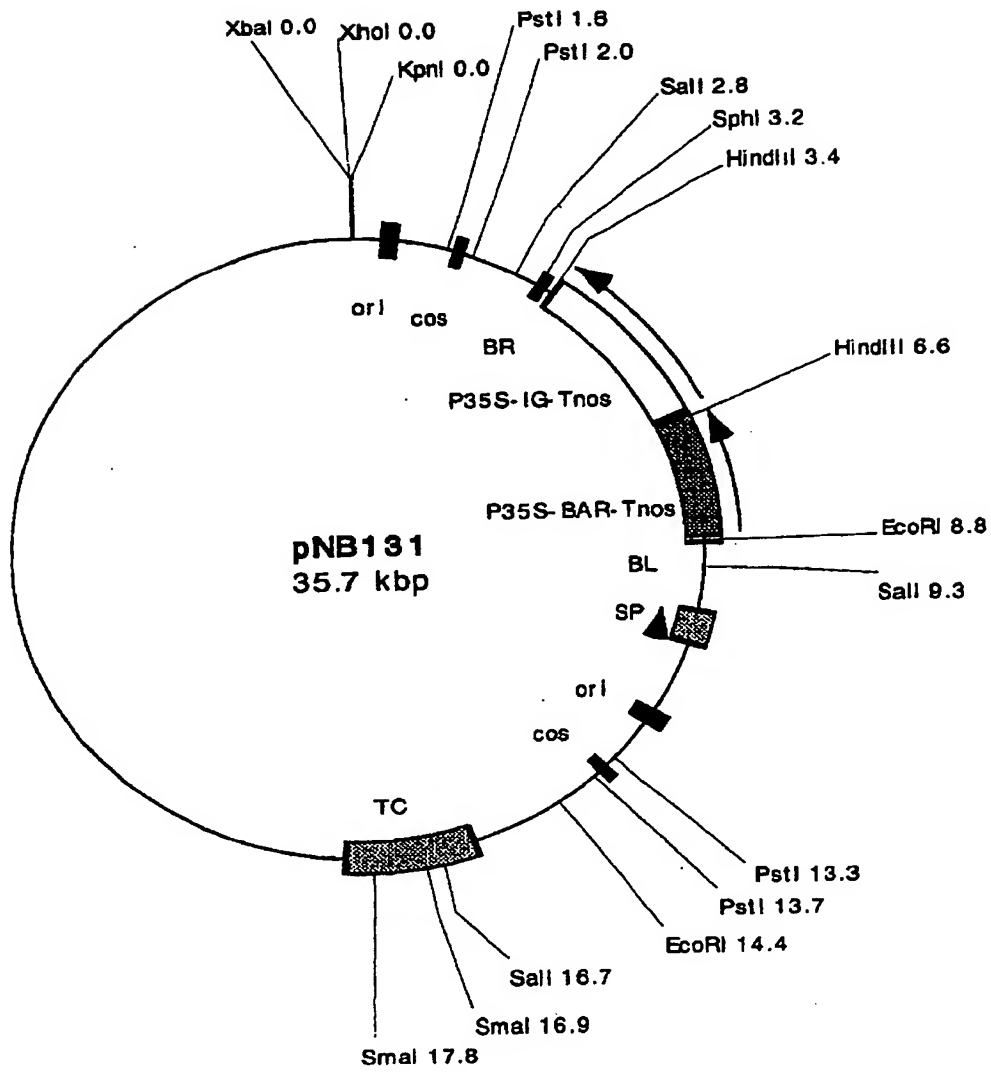 XbaI 0.0
XhoI 0.0
KpnI 0.0
PstI 1.8
PstI 2.0
SalI 2.8
SphI 3.2
HindIII 3.4
ori
cos
BR
P35S-IG-Tnos
HindIII 6.6
P35S-BAR-Tnos
EcoRI 8.8
pNB131
35.7 kbp
BL
SalI 9.3
SP
ori
cos
TC
PstI 13.3
PstI 13.7
EcoRI 14.4
SalI 16.7
SmaI 16.9
SmaI 17.8